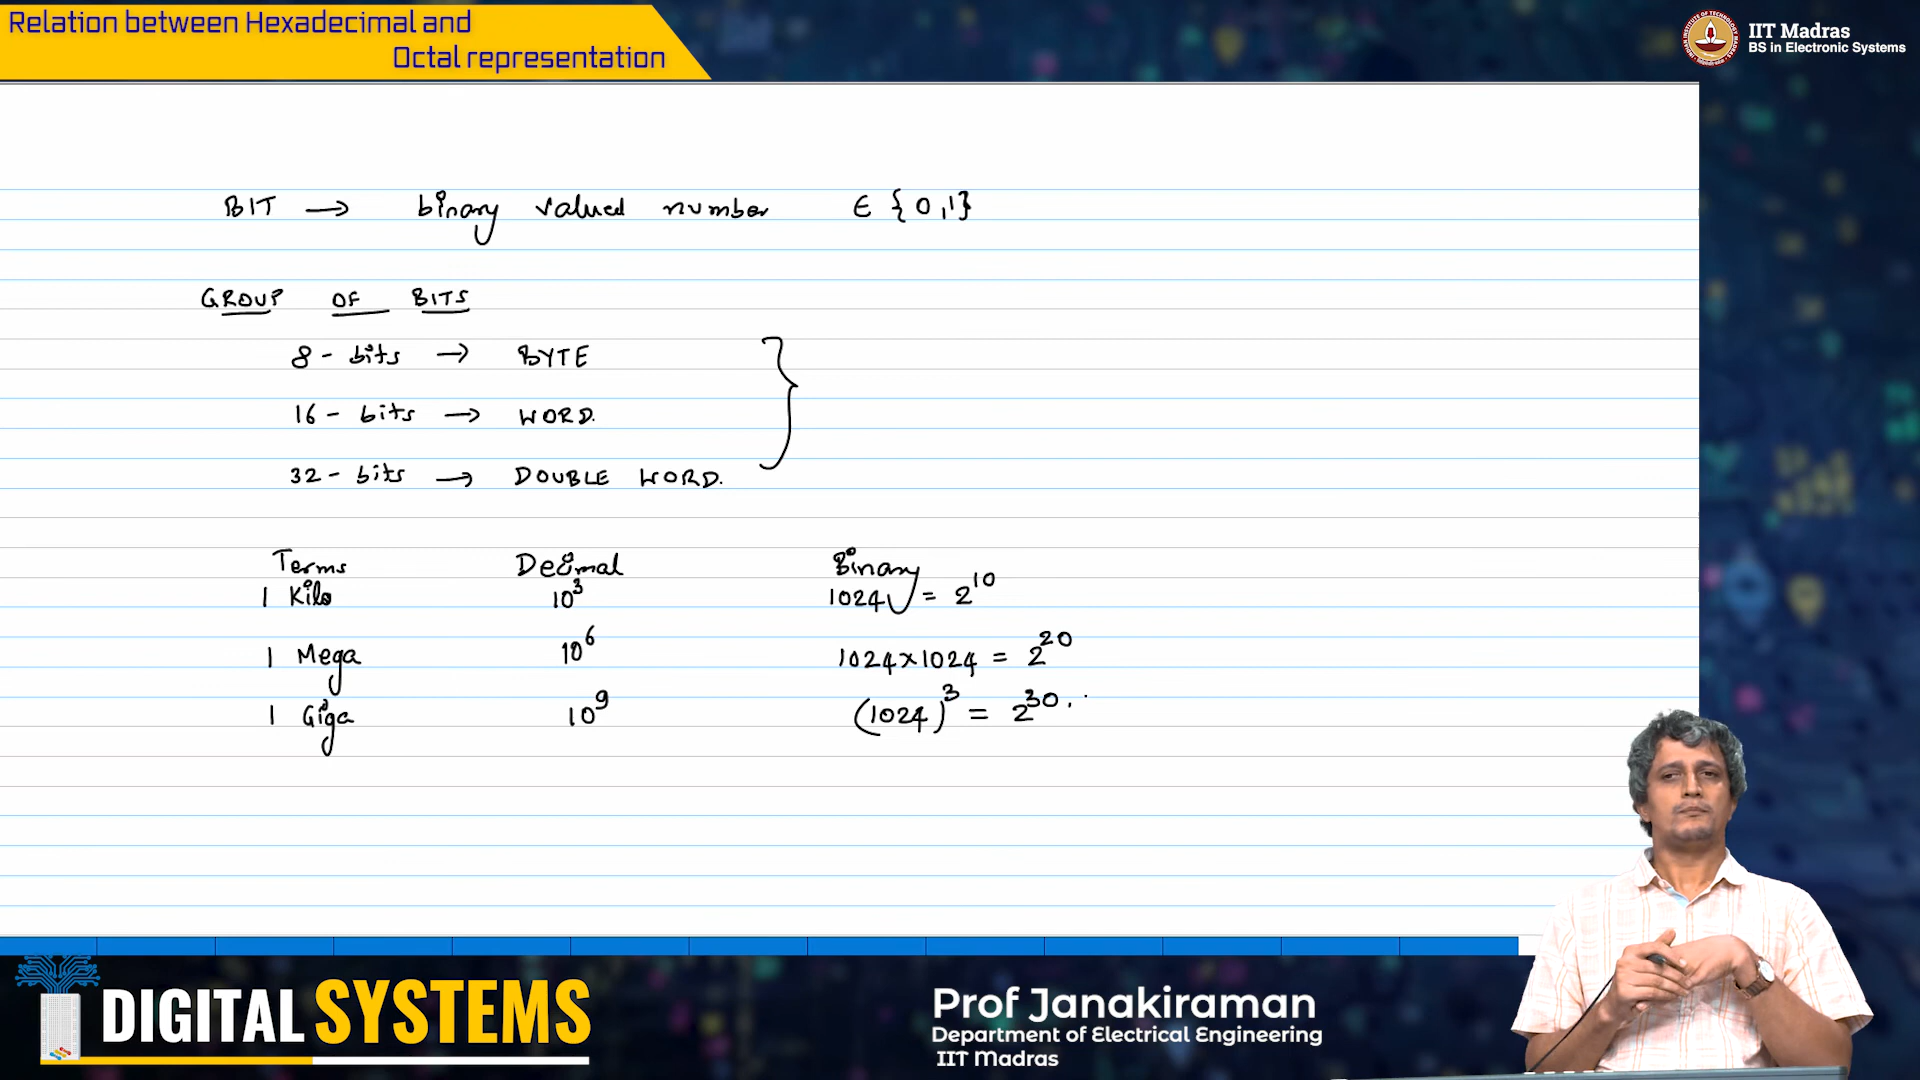 Relation between Hexadecimal and
Octal representation
IIT Madras
BS in Electronic Systems
BIT → binary valued number ∈ {0,1}
GROUP OF BITS
8 - bits → BYTE
16 - bits → WORD.
32 - bits → DOUBLE WORD.
Terms Decimal Binary
1 Kilo 10³ 1024 = 2¹⁰
1 Mega 10⁶ 1024×1024 = 2²⁰
1 Giga 10⁹ (1024)³ = 2³⁰.
DIGITAL SYSTEMS
Prof Janakiraman
Department of Electrical Engineering
IIT Madras